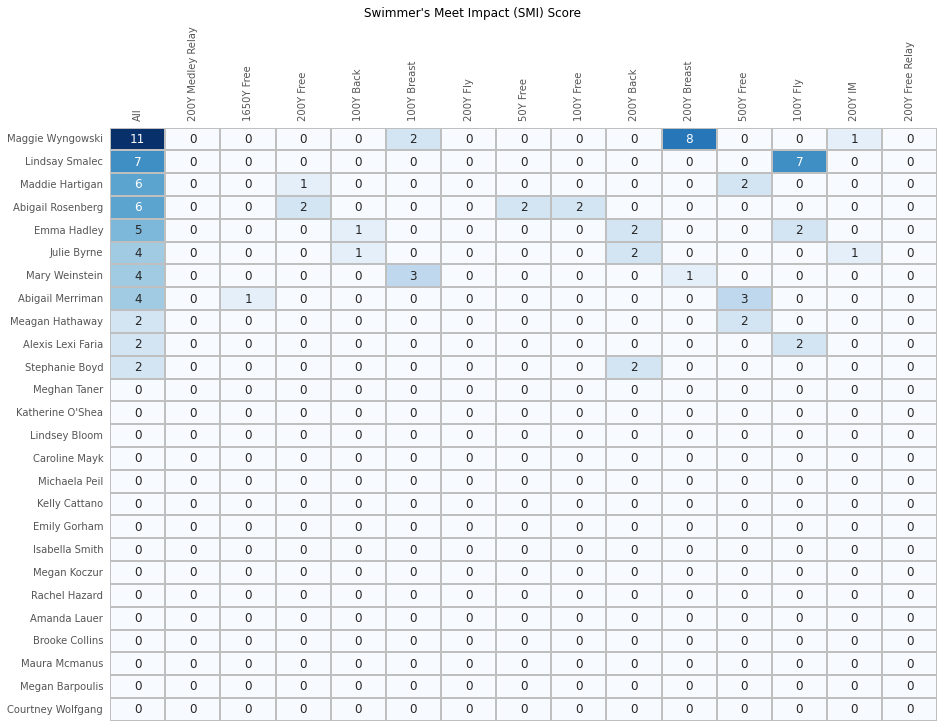 Swimmer's Meet Impact (SMI) Score
All 200Y Medley Relay 1650Y Free 200Y Free 100Y Back 100Y Breast 200Y Fly 50Y Free 100Y Free 200Y Back 200Y Breast 500Y Free 100Y Fly 200Y IM 200Y Free Relay
Maggie Wyngowski 11 0 0 0 0 2 0 0 0 0 8 0 0 1 0
Lindsay Smalec 7 0 0 0 0 0 0 0 0 0 0 0 7 0 0
Maddie Hartigan 6 0 0 1 0 0 0 0 0 0 0 2 0 0 0
Abigail Rosenberg 6 0 0 2 0 0 0 2 2 0 0 0 0 0 0
Emma Hadley 5 0 0 0 1 0 0 0 0 2 0 0 2 0 0
Julie Byrne 4 0 0 0 1 0 0 0 0 2 0 0 0 1 0
Mary Weinstein 4 0 0 0 0 3 0 0 0 0 1 0 0 0 0
Abigail Merriman 4 0 1 0 0 0 0 0 0 0 0 3 0 0 0
Meagan Hathaway 2 0 0 0 0 0 0 0 0 0 0 2 0 0 0
Alexis Lexi Faria 2 0 0 0 0 0 0 0 0 0 0 0 2 0 0
Stephanie Boyd 2 0 0 0 0 0 0 0 0 2 0 0 0 0 0
Meghan Taner 0 0 0 0 0 0 0 0 0 0 0 0 0 0 0
Katherine O'Shea 0 0 0 0 0 0 0 0 0 0 0 0 0 0 0
Lindsey Bloom 0 0 0 0 0 0 0 0 0 0 0 0 0 0 0
Caroline Mayk 0 0 0 0 0 0 0 0 0 0 0 0 0 0 0
Michaela Peil 0 0 0 0 0 0 0 0 0 0 0 0 0 0 0
Kelly Cattano 0 0 0 0 0 0 0 0 0 0 0 0 0 0 0
Emily Gorham 0 0 0 0 0 0 0 0 0 0 0 0 0 0 0
Isabella Smith 0 0 0 0 0 0 0 0 0 0 0 0 0 0 0
Megan Koczur 0 0 0 0 0 0 0 0 0 0 0 0 0 0 0
Rachel Hazard 0 0 0 0 0 0 0 0 0 0 0 0 0 0 0
Amanda Lauer 0 0 0 0 0 0 0 0 0 0 0 0 0 0 0
Brooke Collins 0 0 0 0 0 0 0 0 0 0 0 0 0 0 0
Maura Mcmanus 0 0 0 0 0 0 0 0 0 0 0 0 0 0 0
Megan Barpoulis 0 0 0 0 0 0 0 0 0 0 0 0 0 0 0
Courtney Wolfgang 0 0 0 0 0 0 0 0 0 0 0 0 0 0 0